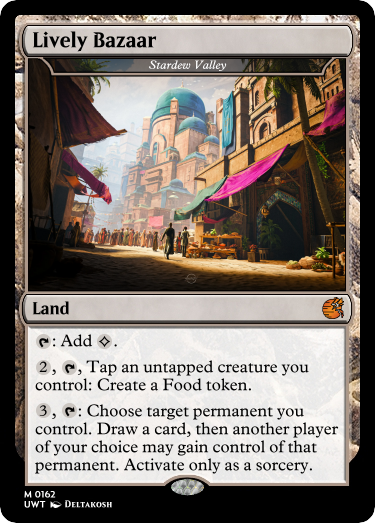 Lively Bazaar
Stardew Valley
Land
: Add .
2, , Tap an untapped creature you
control: Create a Food token.
3, : Choose target permanent you
control. Draw a card, then another player
of your choice may gain control of that
permanent. Activate only as a sorcery.
M 0162
UWT DELTAKOSH